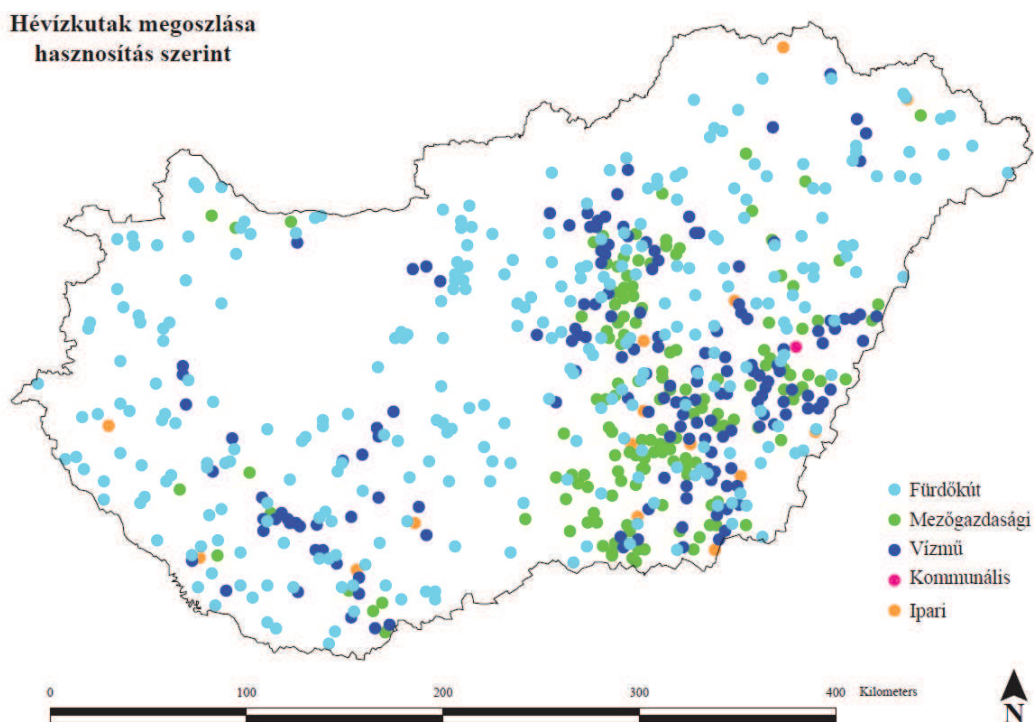 Hévízkutak megoszlása
hasznosítás szerint
Fürdőkút
Mezőgazdasági
Vízmű
Kommunális
Ipari
0 100 200 300 400 Kilometers
N